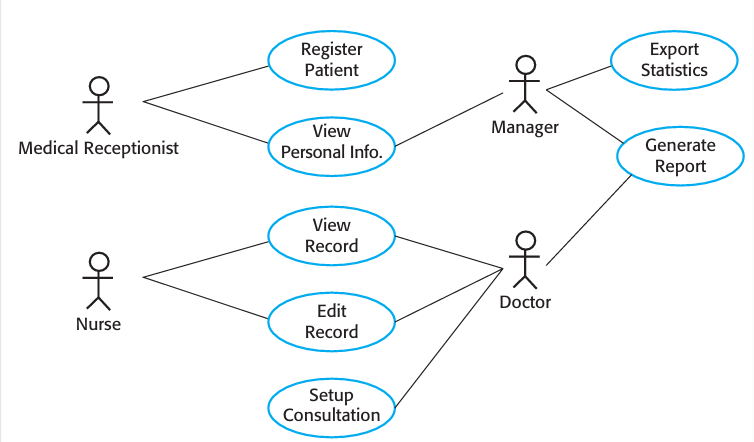 Register
Patient
Export
Statistics
Medical Receptionist
View
Personal Info.
Manager
Generate
Report
View
Record
Nurse
Edit
Record
Doctor
Setup
Consultation